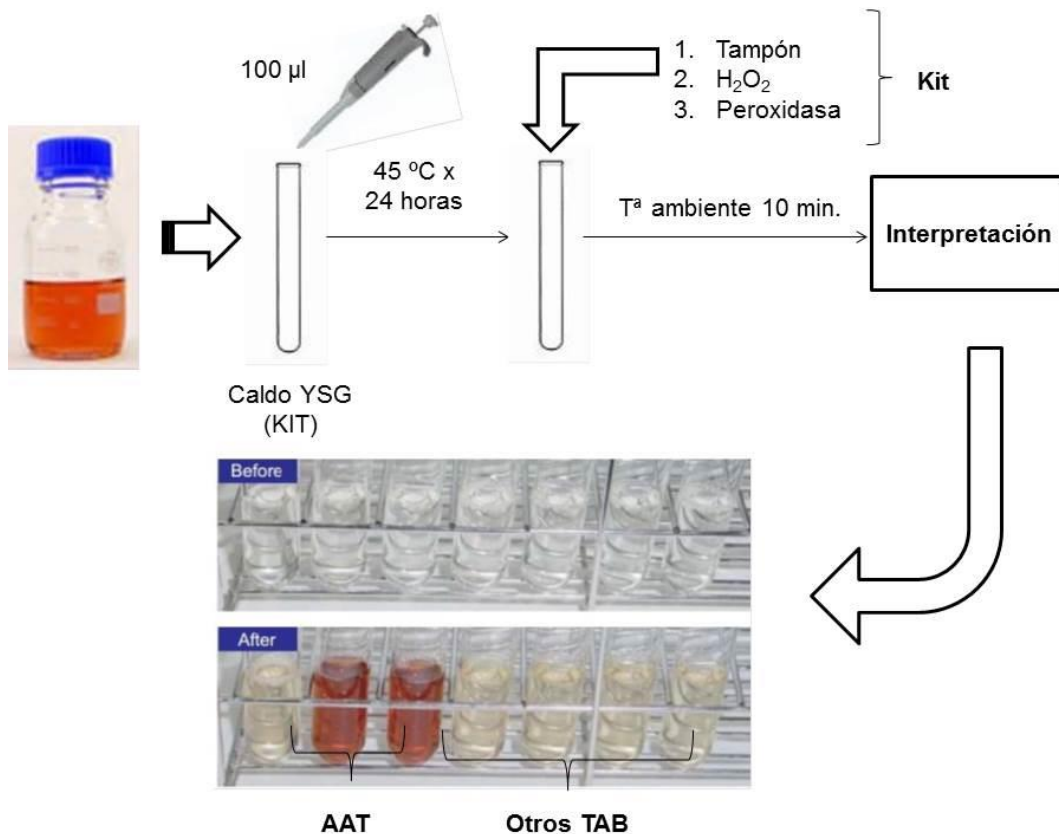 100 µl
1. Tampón
2. H₂O₂
3. Peroxidasa
Kit
45 ºC x
24 horas
Tª ambiente 10 min.
Interpretación
Caldo YSG
(KIT)
Before
After
AAT
Otros TAB